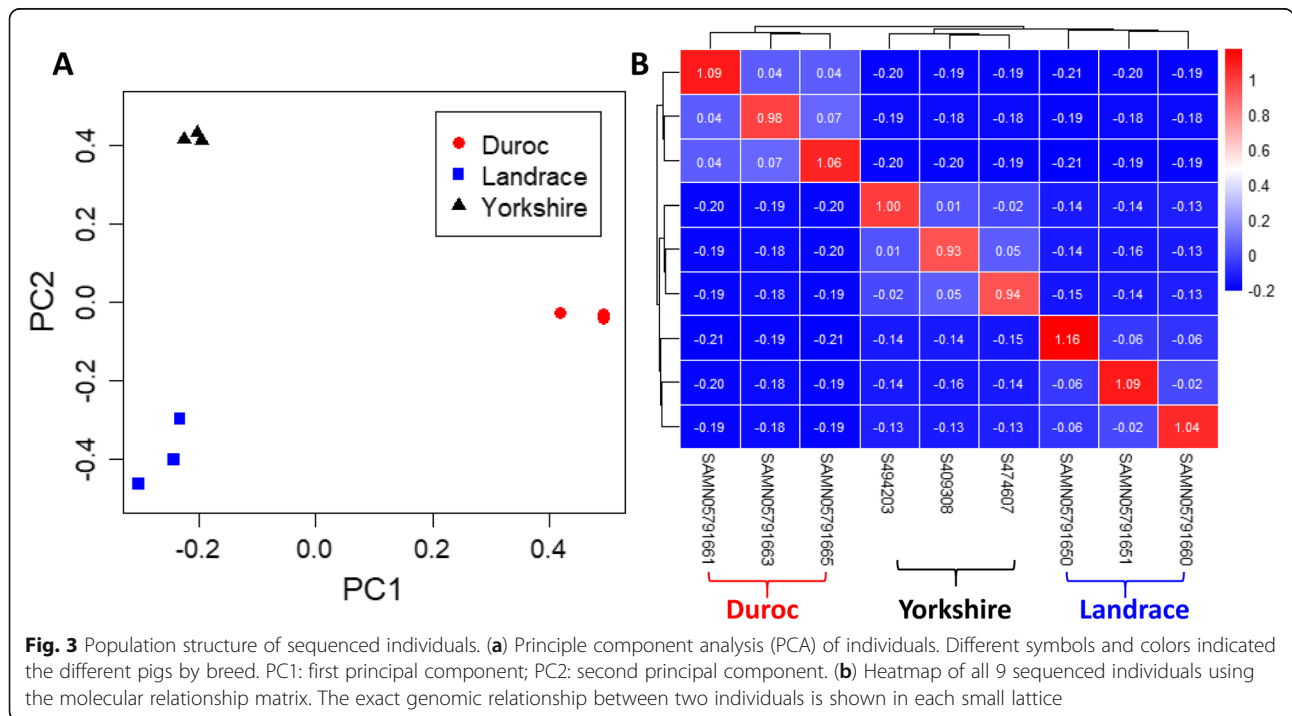 A
PC2
0.4
0.2
0.0
-0.2
-0.4
Duroc
Landrace
Yorkshire
-0.2 0.0 0.2 0.4
PC1
B
1.09 0.04 0.04 -0.20 -0.19 -0.19 -0.21 -0.20 -0.19
0.04 0.98 0.07 -0.19 -0.18 -0.18 -0.19 -0.18 -0.18
0.04 0.07 1.06 -0.20 -0.20 -0.19 -0.21 -0.19 -0.19
-0.20 -0.19 -0.20 1.00 0.01 -0.02 -0.14 -0.14 -0.13
-0.19 -0.18 -0.20 0.01 0.93 0.05 -0.14 -0.16 -0.13
-0.19 -0.18 -0.19 -0.02 0.05 0.94 -0.15 -0.14 -0.13
-0.21 -0.19 -0.21 -0.14 -0.14 -0.15 1.16 -0.06 -0.06
-0.20 -0.18 -0.19 -0.14 -0.16 -0.14 -0.06 1.09 -0.02
-0.19 -0.18 -0.19 -0.13 -0.13 -0.13 -0.06 -0.02 1.04
1
0.8
0.6
0.4
0.2
0
-0.2
SAMN05791661
SAMN05791663
SAMN05791665
S494203
S409308
S474607
SAMN05791650
SAMN05791651
SAMN05791660
Duroc Yorkshire Landrace
Fig. 3 Population structure of sequenced individuals. (a) Principle component analysis (PCA) of individuals. Different symbols and colors indicated
the different pigs by breed. PC1: first principal component; PC2: second principal component. (b) Heatmap of all 9 sequenced individuals using
the molecular relationship matrix. The exact genomic relationship between two individuals is shown in each small lattice